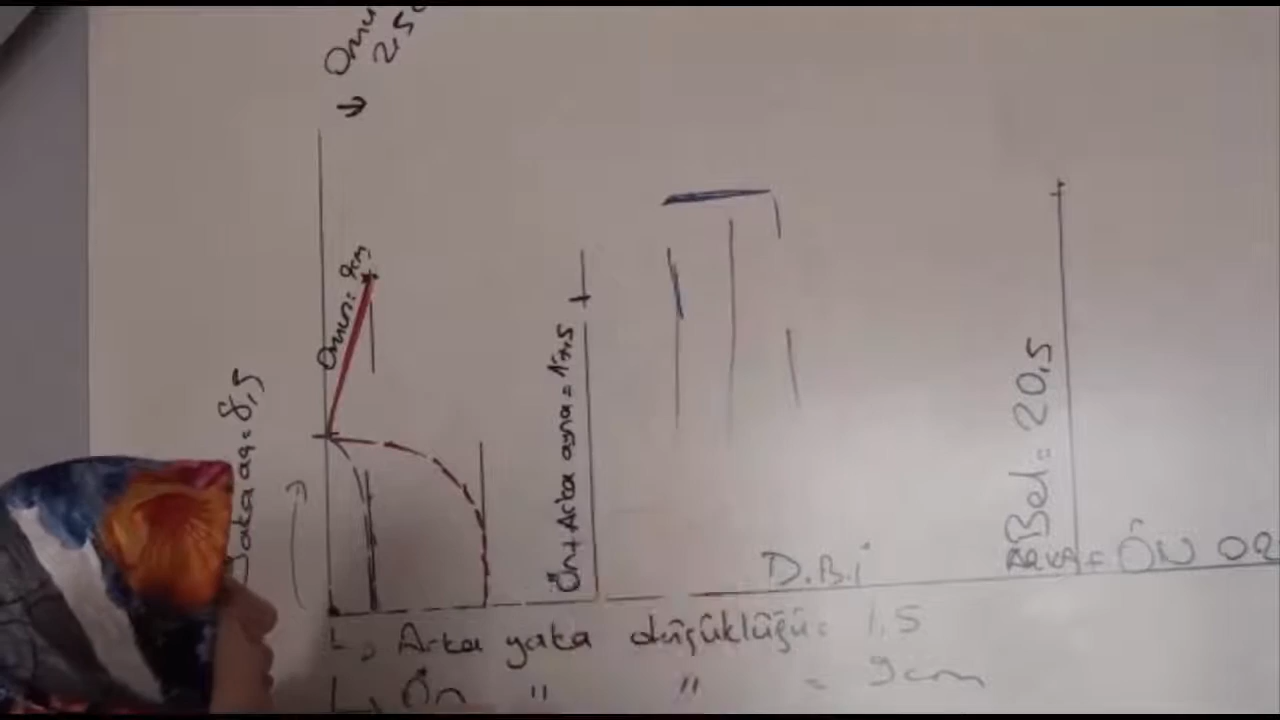 2,5
Omuz: 9cm
Yaka aç = 8,5
Ön+Arka ayna = 17,5
Bel = 20,5
D.B.i
Arka = ÖN OR
L, Arka yaka düşüklüğü = 1,5
L, Ön " " = 9cm